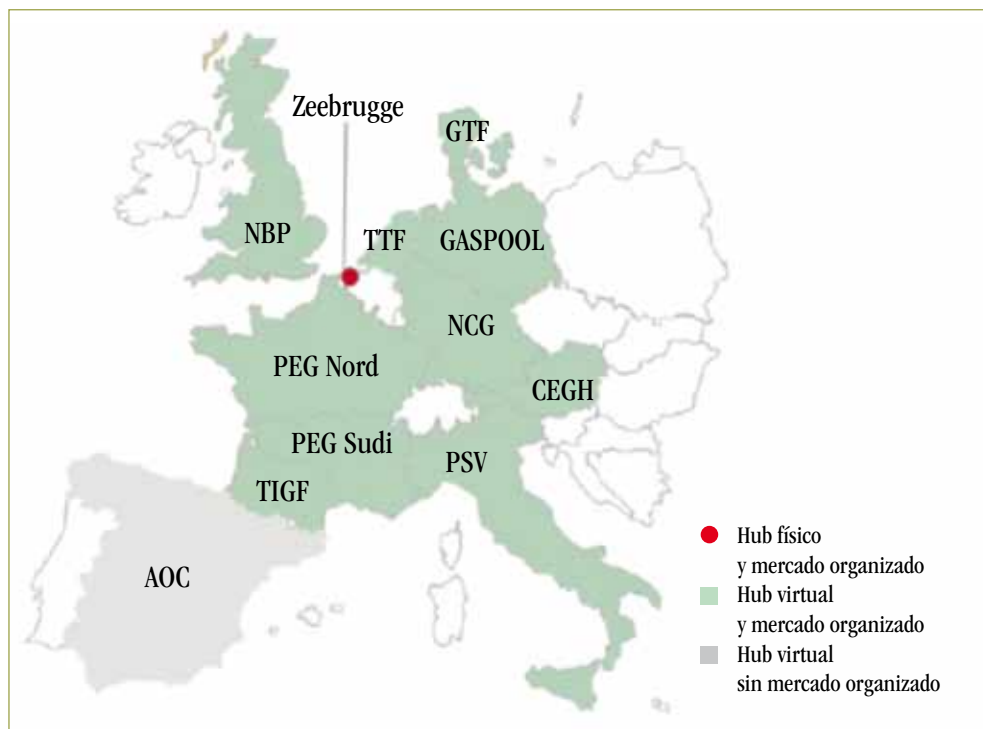 Zeebrugge
GTF
NBP
TTF
GASPOOL
NCG
PEG Nord
CEGH
PEG Sudi
PSV
TIGF
AOC
Hub físico
y mercado organizado
Hub virtual
y mercado organizado
Hub virtual
sin mercado organizado